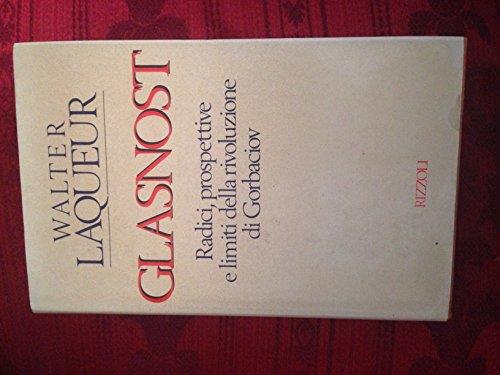 WALTER
LAQUEUR
GLASNOST
Radici, prospettive
e limiti della rivoluzione
di Gorbaciov
RIZZOLI